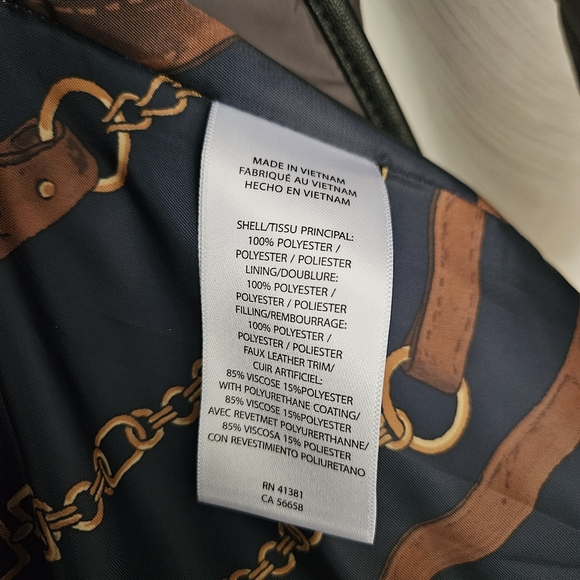 MADE IN VIETNAM
FABRIQUÉ AU VIETNAM
HECHO EN VIETNAM
SHELL/TISSU PRINCIPAL:
100% POLYESTER /
POLYESTER / POLIESTER
LINING/DOUBLURE:
100% POLYESTER /
POLYESTER / POLIESTER
FILLING/REMBOURRAGE:
100% POLYESTER /
POLYESTER / POLIESTER
FAUX LEATHER TRIM/
CUIR ARTIFICIEL:
85% VISCOSE 15%POLYESTER
WITH POLYURETHANE COATING/
85% VISCOSE 15%POLYESTER
AVEC REVETMET POLYURERTHANNE/
85% VISCOSA 15% POLIESTER
CON REVESTIMIENTO POLIURETANO
RN 41381
CA 56658